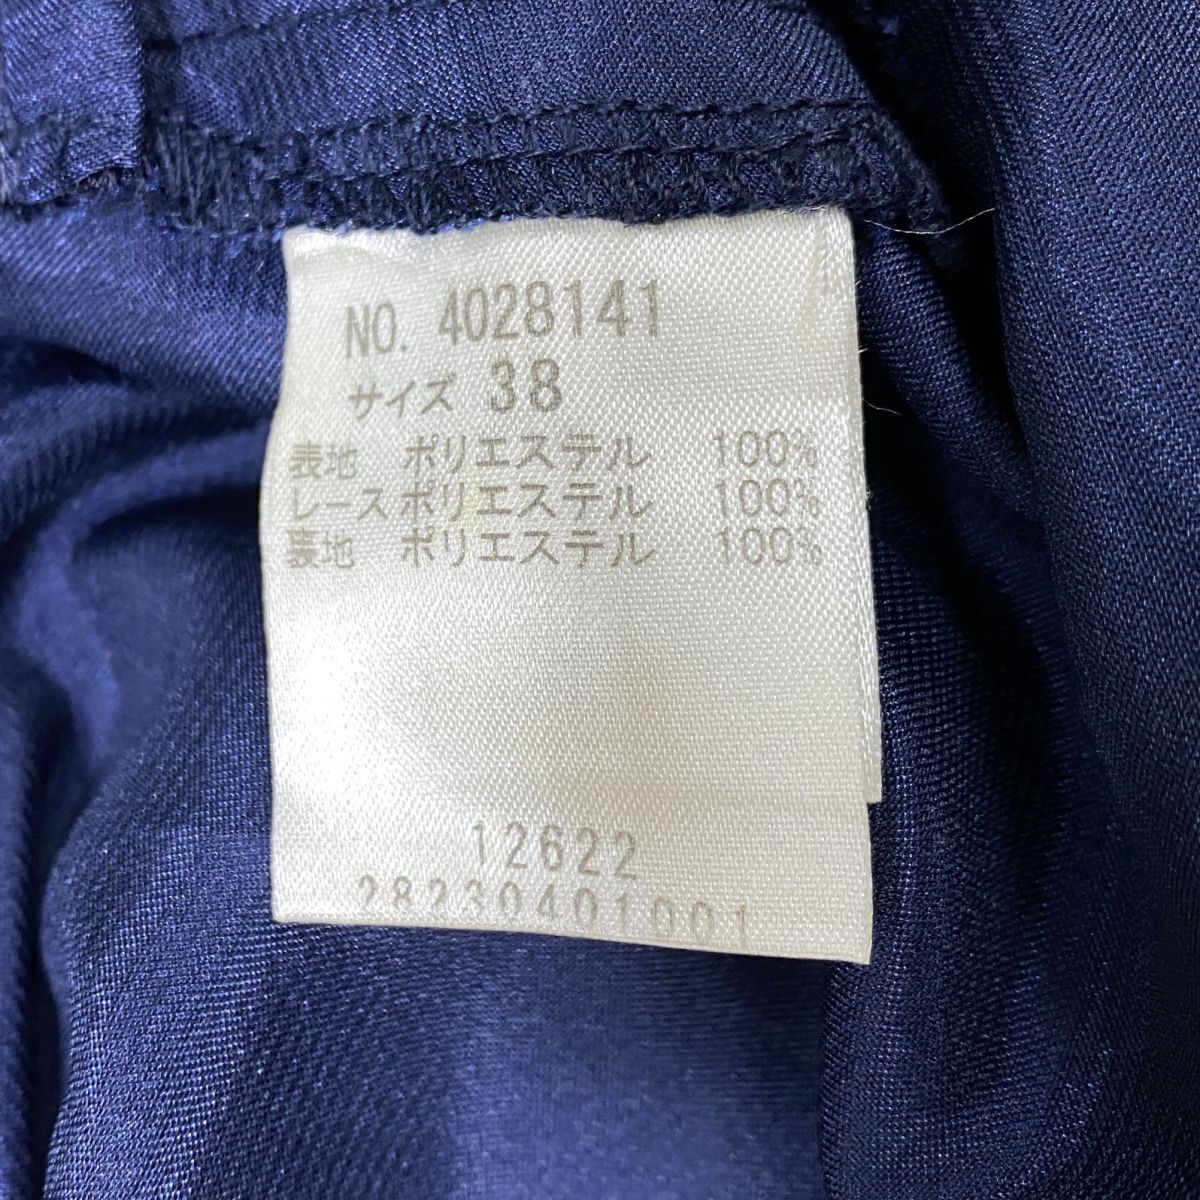 NO. 4028141
サイズ 38
表地 ポリエステル 100%
レースポリエステル 100%
裏地 ポリエステル 100%
12622
28230401001